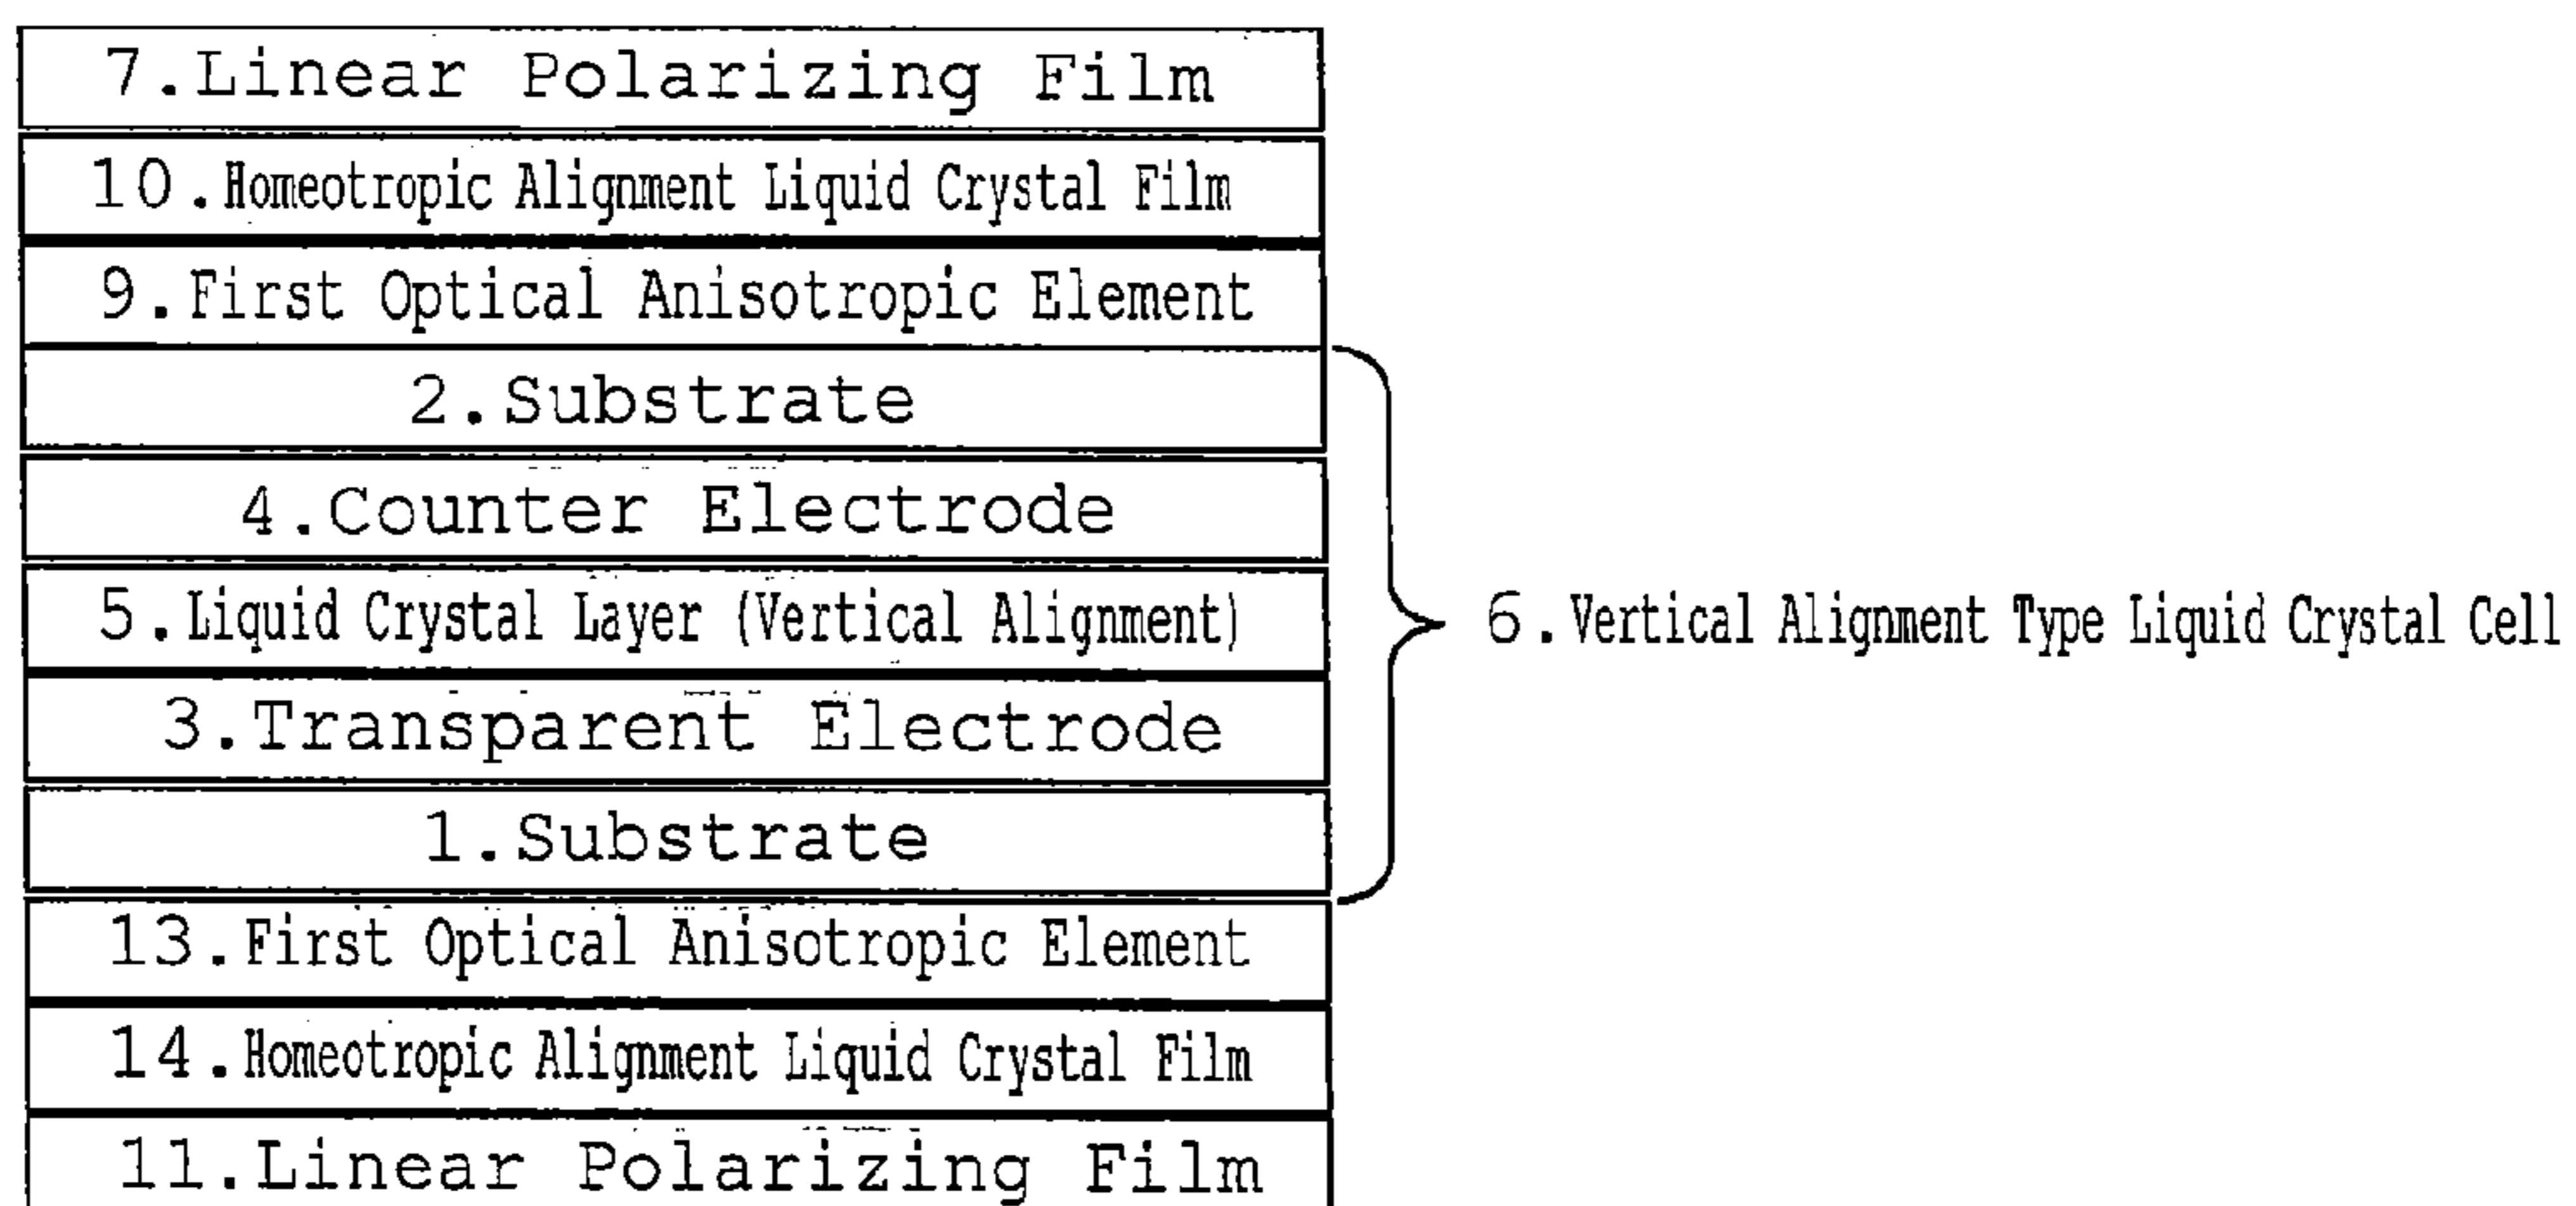 7.Linear Polarizing Film
10.Homeotropic Alignment Liquid Crystal Film
9.First Optical Anisotropic Element
2.Substrate
4.Counter Electrode
5.Liquid Crystal Layer (Vertical Alignment)
6.Vertical Alignment Type Liquid Crystal Cell
3.Transparent Electrode
1.Substrate
13.First Optical Anisotropic Element
14.Homeotropic Alignment Liquid Crystal Film
11.Linear Polarizing Film